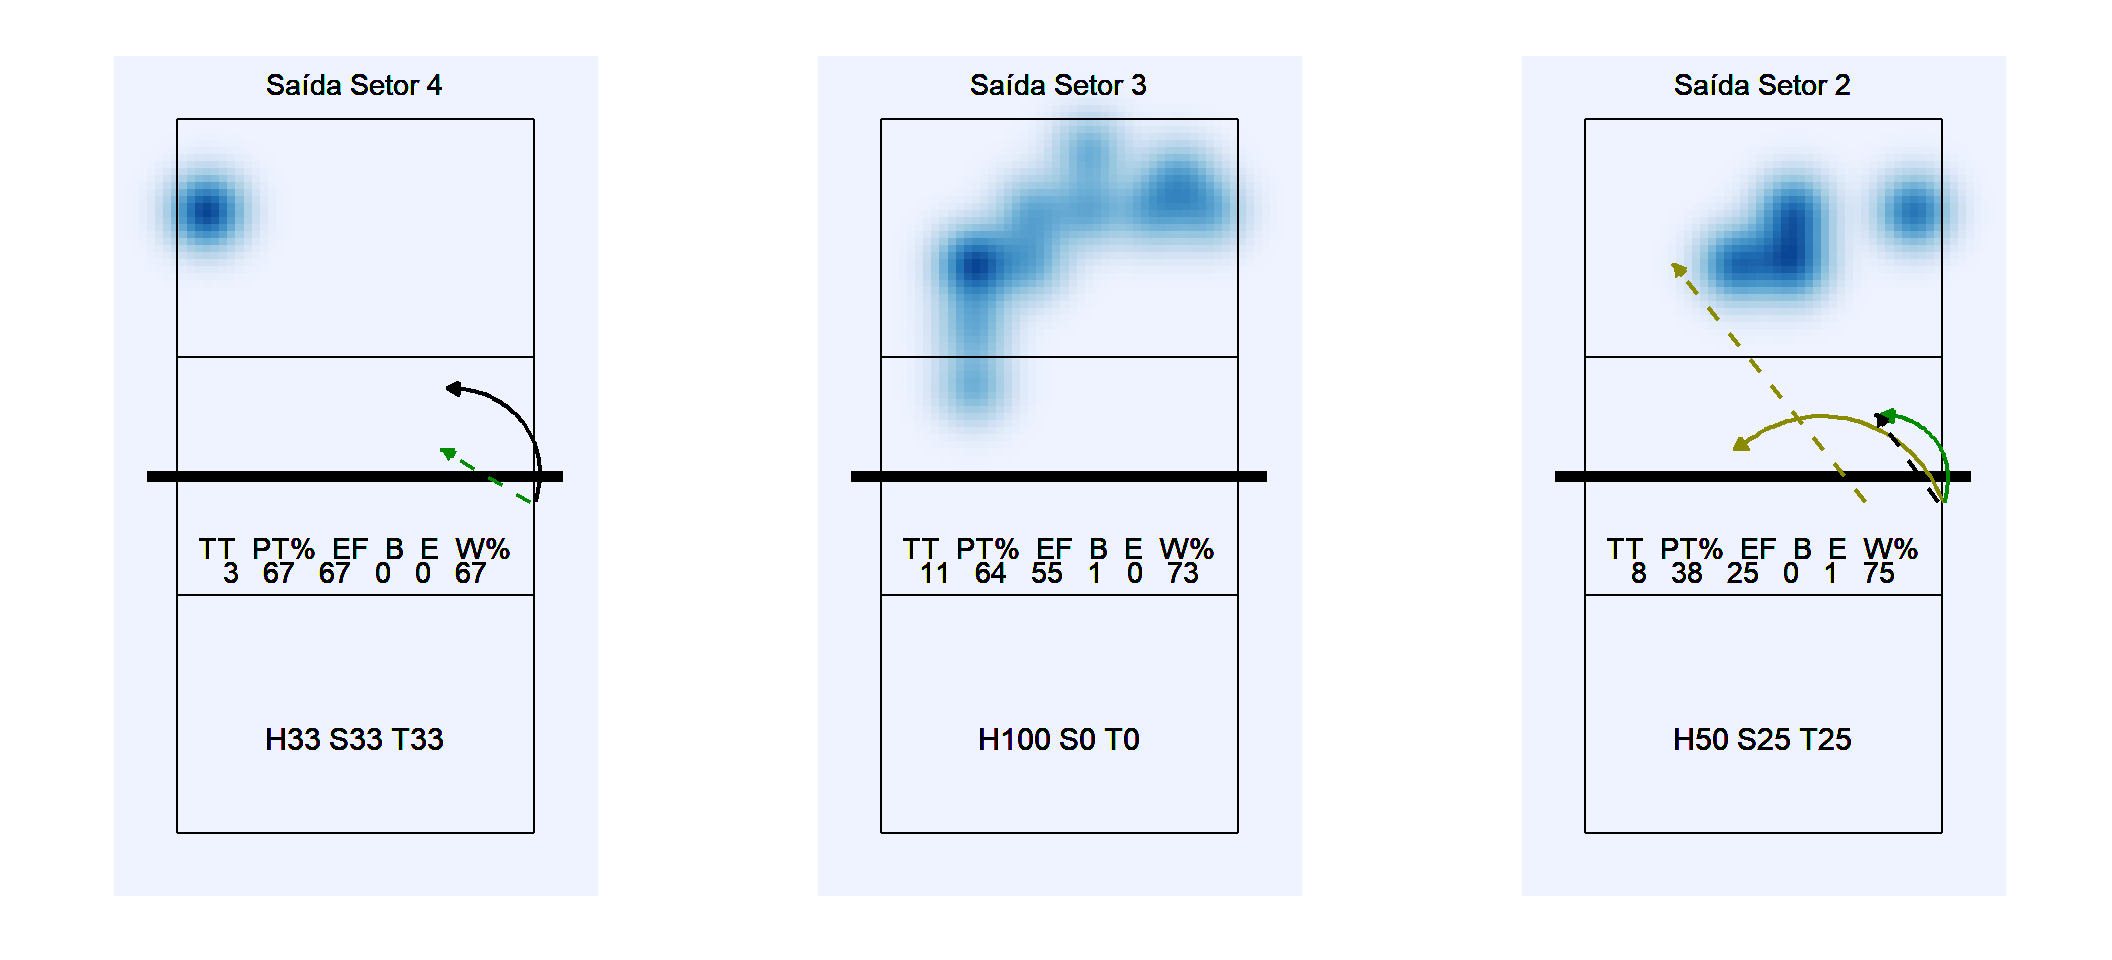 Saída Setor 4
TT PT% EF B E W%
3 67 67 0 0 67
H33 S33 T33
Saída Setor 3
TT PT% EF B E W%
11 64 55 1 0 73
H100 S0 T0
Saída Setor 2
TT PT% EF B E W%
8 38 25 0 1 75
H50 S25 T25